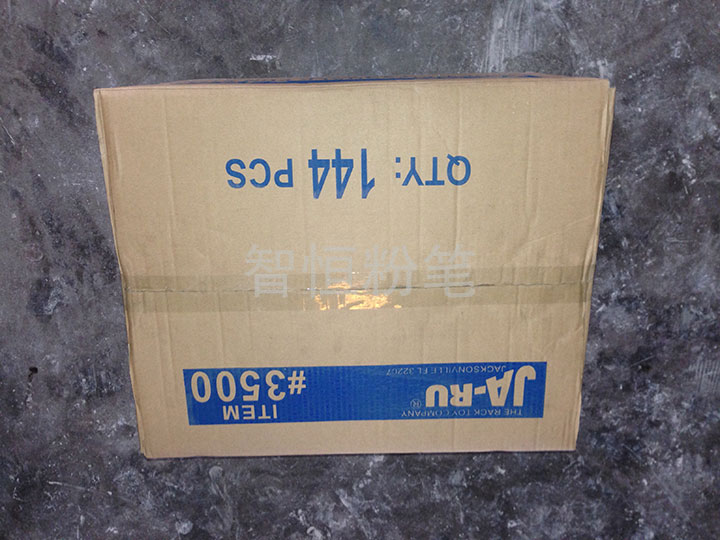 THE RACK TOY COMPANY
JA-RU®
JACKSONVILLE FL 32207
ITEM
#3500
QTY: 144 PCS
智恒粉笔